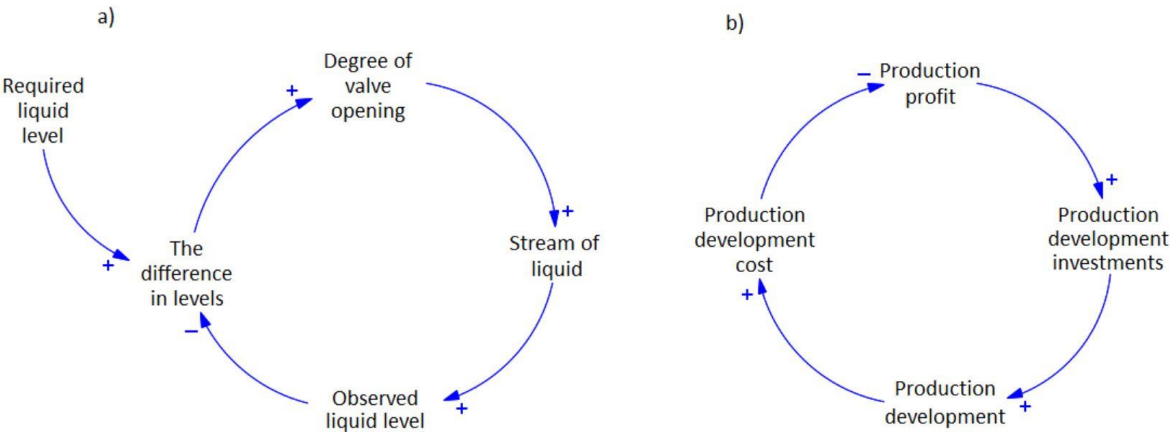 a)
Required
liquid
level
+
The
difference
in levels
+
Degree of
valve
opening
+
Stream of
liquid
+
Observed
liquid level
−
b)
− Production
profit
+
Production
development
investments
+
Production
development
+
Production
development
cost